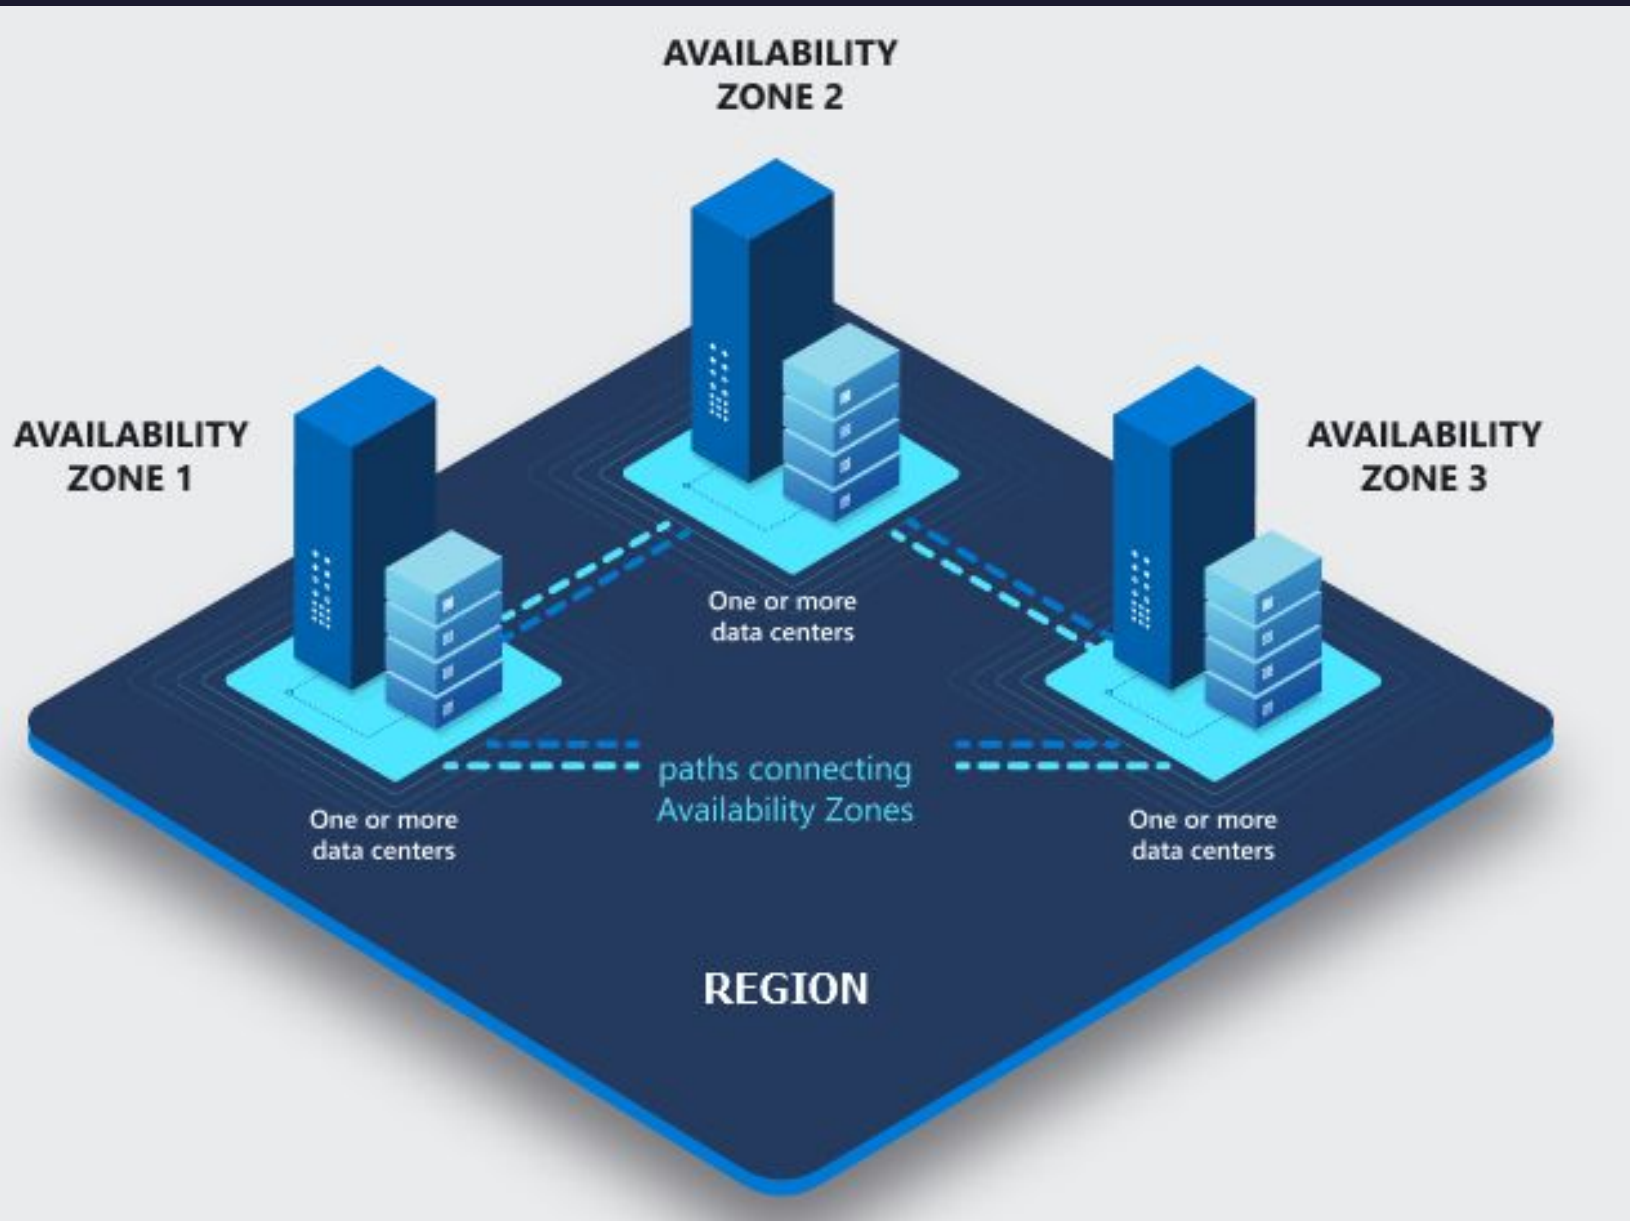 AVAILABILITY
ZONE 2
AVAILABILITY
ZONE 1
AVAILABILITY
ZONE 3
One or more
data centers
paths connecting
Availability Zones
One or more
data centers
One or more
data centers
REGION